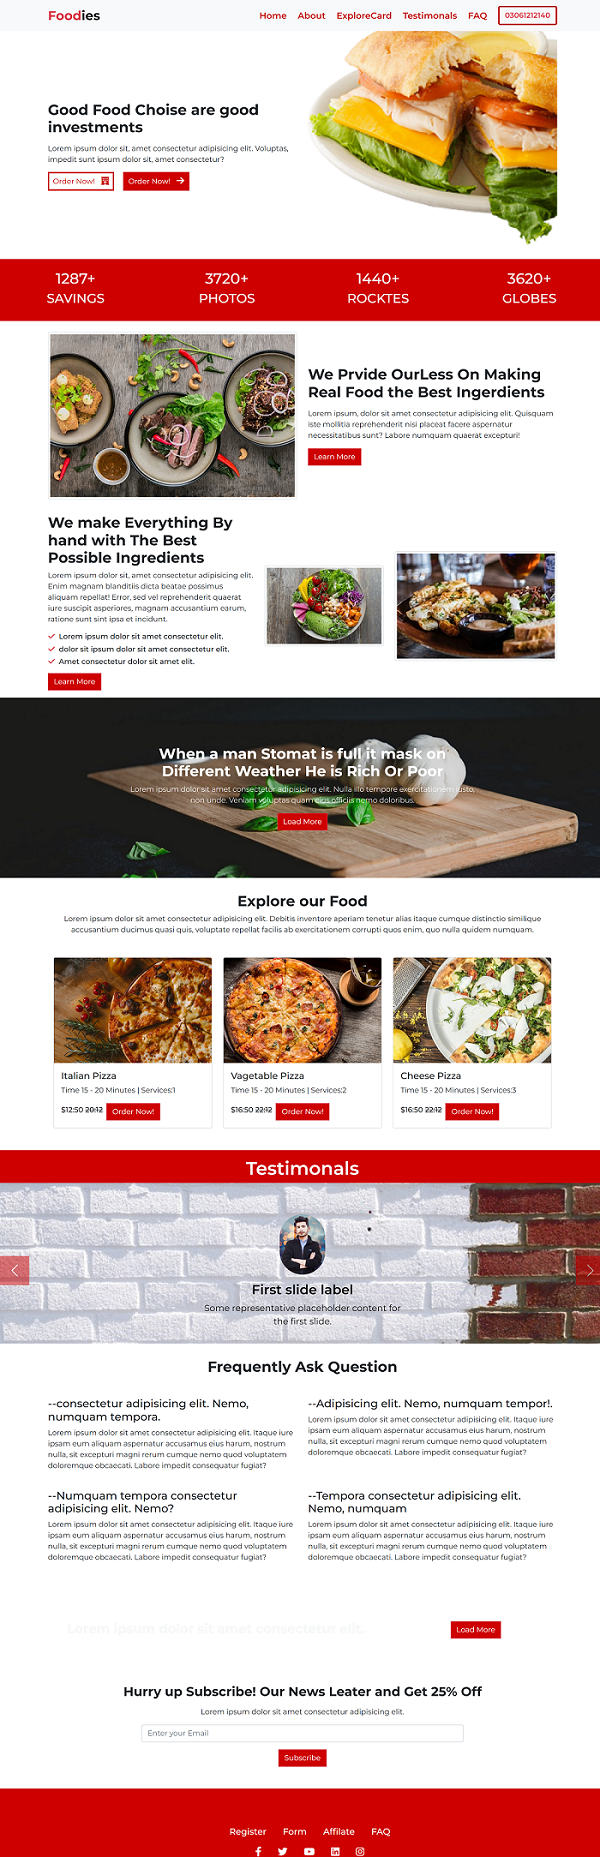 Foodies
Home About ExploreCard Testimonals FAQ 03061212140
Good Food Choise are good
investments
Lorem ipsum dolor sit, amet consectetur adipisicing elit. Voluptas,
impedit sunt ipsum dolor sit, amet consectetur?
Order Now! Order Now!
1287+
SAVINGS
3720+
PHOTOS
1440+
ROCKTES
3620+
GLOBES
We Prvide OurLess On Making
Real Food the Best Ingerdients
Lorem ipsum, dolor sit amet consectetur adipisicing elit. Quisquam
iste mollitia reprehenderit nisi placeat facere aspernatur
necessitatibus sunt? Labore numquam quaerat excepturi!
Learn More
We make Everything By
hand with The Best
Possible Ingredients
Lorem ipsum dolor sit, amet consectetur adipisicing elit.
Enim magnam blanditiis dicta beatae possimus
aliquam repellat! Error, sed vel reprehenderit quaerat
iure suscipit asperiores, magnam accusantium earum,
ratione sunt sint ipsa et incidunt.
Lorem ipsum dolor sit amet consectetur elit.
dolor sit ipsum dolor sit amet consectetur elit.
Amet consectetur dolor sit amet elit.
Learn More
When a man Stomat is full it mask on
Different Weather He is Rich Or Poor
Lorem ipsum dolor sit amet consectetur adipisicing elit. Nulla illo tempore exercitationem iusto,
non unde. Veniam voluptas quam eius officiis nemo doloribus.
Load More
Explore our Food
Lorem ipsum dolor sit amet consectetur adipisicing elit. Debitis inventore aperiam tenetur alias itaque cumque distinctio similique
accusantium ducimus quasi quis, voluptate repellat facilis ab exercitationem corrupti quos enim, quo nulla quidem numquam.
Italian Pizza
Time 15 - 20 Minutes | Services:1
$12:50 20:12 Order Now!
Vagetable Pizza
Time 15 - 20 Minutes | Services:2
$16:50 22:12 Order Now!
Cheese Pizza
Time 15 - 20 Minutes | Services:3
$16:50 22:12 Order Now!
Testimonals
First slide label
Some representative placeholder content for
the first slide.
Frequently Ask Question
--consectetur adipisicing elit. Nemo,
numquam tempora.
Lorem ipsum dolor sit amet consectetur adipisicing elit. Itaque iure
ipsam eum aliquam aspernatur accusamus eius harum, nostrum
nulla, sit excepturi magni rerum cumque nemo quod voluptatem
doloremque obcaecati. Labore impedit consequatur fugiat?
--Adipisicing elit. Nemo, numquam tempor!.
Lorem ipsum dolor sit amet consectetur adipisicing elit. Itaque iure
ipsam eum aliquam aspernatur accusamus eius harum, nostrum
nulla, sit excepturi magni rerum cumque nemo quod voluptatem
doloremque obcaecati. Labore impedit consequatur fugiat?
--Numquam tempora consectetur
adipisicing elit. Nemo?
Lorem ipsum dolor sit amet consectetur adipisicing elit. Itaque iure
ipsam eum aliquam aspernatur accusamus eius harum, nostrum
nulla, sit excepturi magni rerum cumque nemo quod voluptatem
doloremque obcaecati. Labore impedit consequatur fugiat?
--Tempora consectetur adipisicing elit.
Nemo, numquam
Lorem ipsum dolor sit amet consectetur adipisicing elit. Itaque iure
ipsam eum aliquam aspernatur accusamus eius harum, nostrum
nulla, sit excepturi magni rerum cumque nemo quod voluptatem
doloremque obcaecati. Labore impedit consequatur fugiat?
Lorem ipsum dolor sit amet consectetur elit. Load More
Hurry up Subscribe! Our News Leater and Get 25% Off
Lorem ipsum dolor sit amet consectetur adipisicing elit.
Enter your Email
Subscribe
Register Form Affilate FAQ